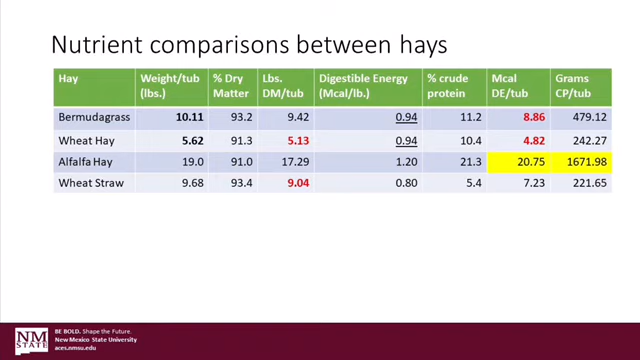 Nutrient comparisons between hays
Hay Weight/tub (lbs.) % Dry Matter Lbs. DM/tub Digestible Energy (Mcal/lb.) % crude protein Mcal DE/tub Grams CP/tub
Bermudagrass 10.11 93.2 9.42 0.94 11.2 8.86 479.12
Wheat Hay 5.62 91.3 5.13 0.94 10.4 4.82 242.27
Alfalfa Hay 19.0 91.0 17.29 1.20 21.3 20.75 1671.98
Wheat Straw 9.68 93.4 9.04 0.80 5.4 7.23 221.65
NM
STATE
BE BOLD. Shape the Future.
New Mexico State University
aces.nmsu.edu